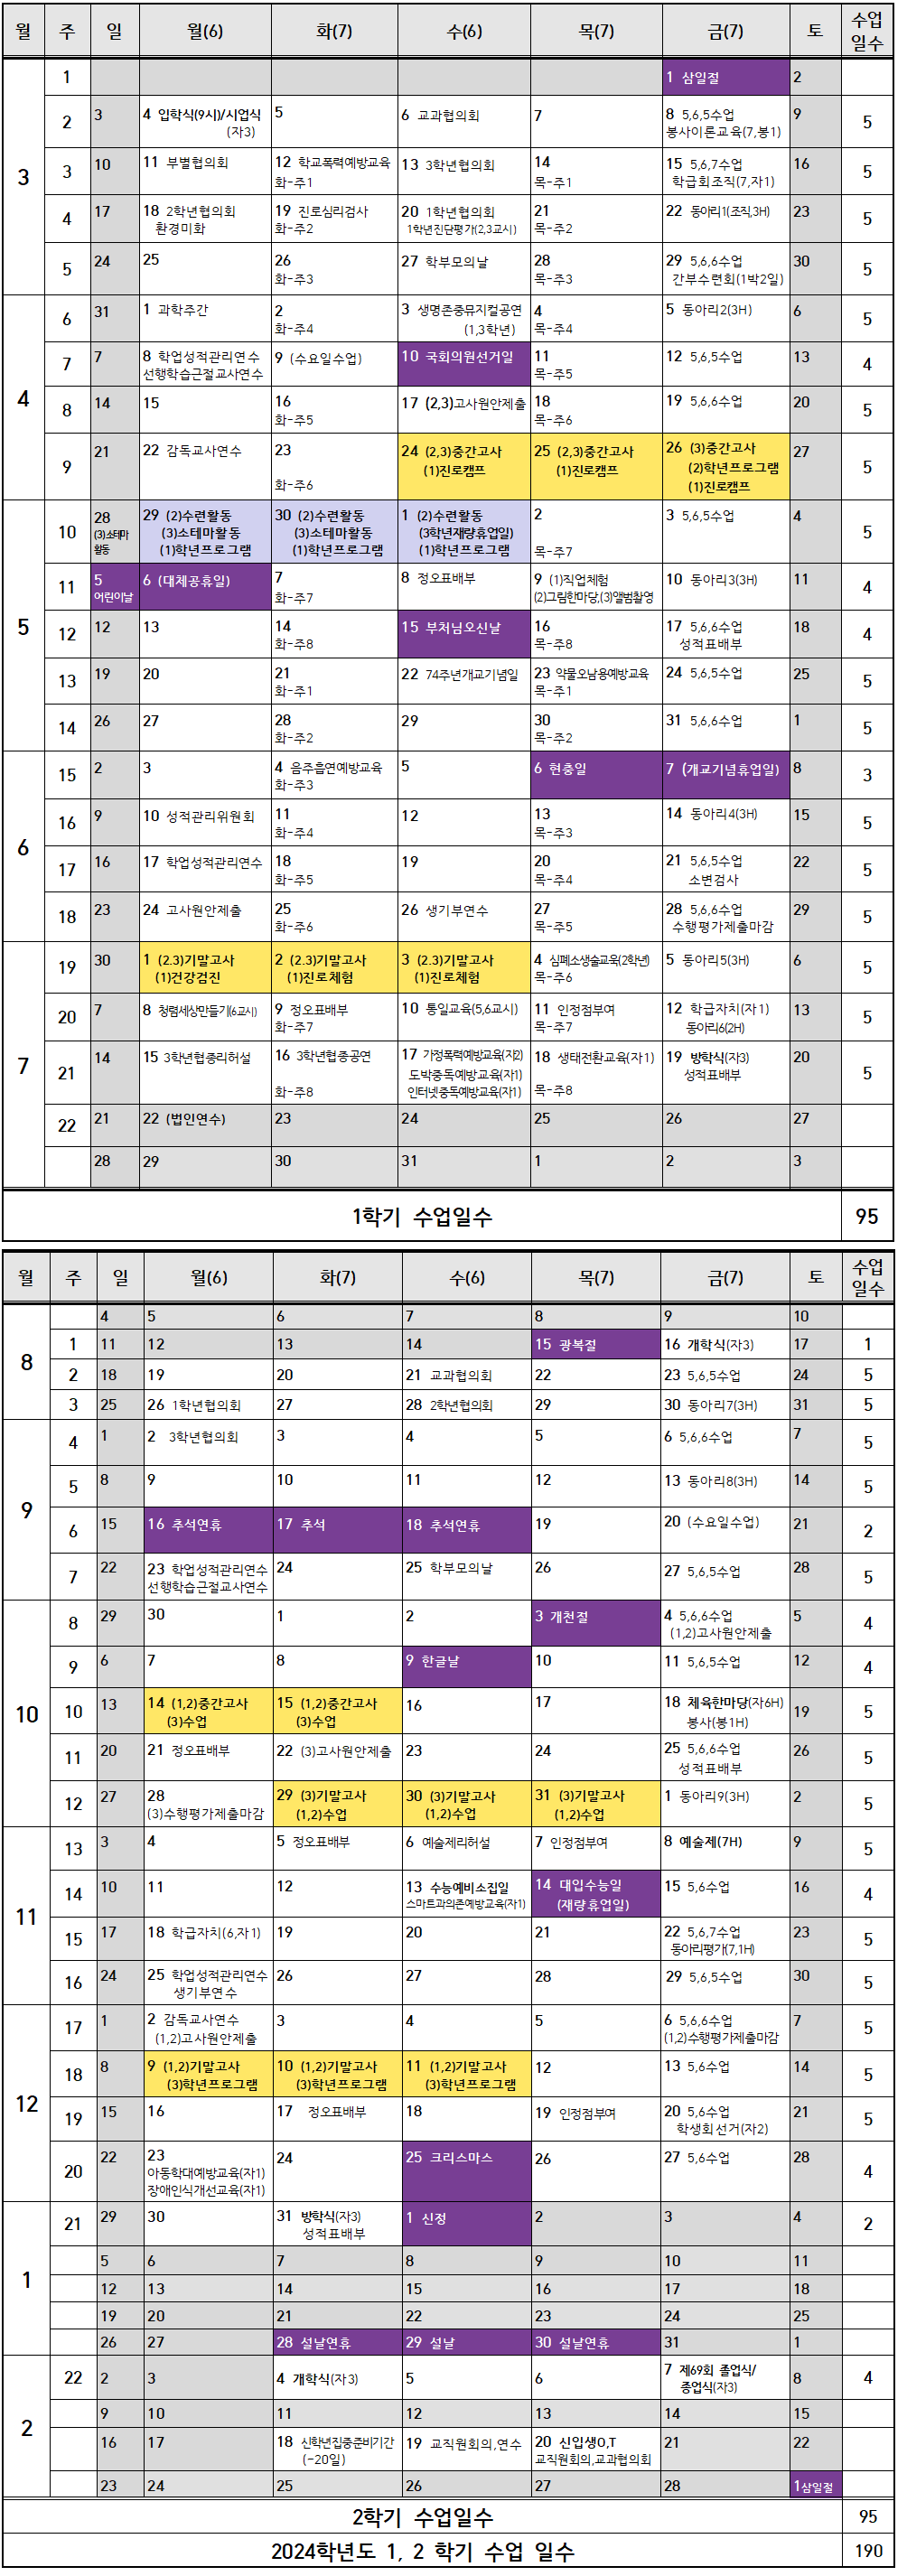 월 주 일 월(6) 화(7) 수(6) 목(7) 금(7) 토 수업
일수
3
1 1 삼일절 2
2 3 4 입학식(9시)/시업식 5 6 교과협의회 7 8 5,6,5수업 9 5
(자3) 봉사이론교육(7,봉1)
3 10 11 부별협의회 12 학교폭력예방교육 13 3학년협의회 14 15 5,6,7수업 16 5
화-주1 목-주1 학급회조직(7,자1)
4 17 18 2학년협의회 19 진로심리검사 20 1학년협의회 21 22 동아리1(조직,3H) 23 5
환경미화 화-주2 1학년진단평가(2,3교시) 목-주2
5 24 25 26 27 학부모의날 28 29 5,6,6수업 30 5
화-주3 목-주3 간부수련회(1박2일)
4
6 31 1 과학주간 2 3 생명존중뮤지컬공연 4 5 동아리2(3H) 6 5
화-주4 (1,3학년) 목-주4
7 7 8 학업성적관리연수 9 (수요일수업) 10 국회의원선거일 11 12 5,6,5수업 13 4
선행학습근절교사연수 목-주5
8 14 15 16 17 (2,3)고사원안제출 18 19 5,6,6수업 20 5
화-주5 목-주6
9 21 22 감독교사연수 23 24 (2,3)중간고사 25 (2,3)중간고사 26 (3)중간고사 27 5
화-주6 (1)진로캠프 (1)진로캠프 (2)학년프로그램
(1)진로캠프
5
10 28 29 (2)수련활동 30 (2)수련활동 1 (2)수련활동 2 3 5,6,5수업 4 5
(3)소테마 (3)소테마활동 (3)소테마활동 (3학년재량휴업일)
활동 (1)학년프로그램 (1)학년프로그램 (1)학년프로그램 목-주7
11 5 6 (대체공휴일) 7 8 정오표배부 9 (1)직업체험 10 동아리3(3H) 11 4
어린이날 화-주7 (2)그림한마당,(3)앨범촬영
12 12 13 14 15 부처님오신날 16 17 5,6,6수업 18 4
화-주8 목-주8 성적표배부
13 19 20 21 22 74주년개교기념일 23 약물오남용예방교육 24 5,6,5수업 25 5
화-주1 목-주1
14 26 27 28 29 30 31 5,6,6수업 1 5
화-주2 목-주2
6
15 2 3 4 음주흡연예방교육 5 6 현충일 7 (개교기념휴업일) 8 3
화-주3
16 9 10 성적관리위원회 11 12 13 14 동아리4(3H) 15 5
화-주4 목-주3
17 16 17 학업성적관리연수 18 19 20 21 5,6,5수업 22 5
화-주5 목-주4 소변검사
18 23 24 고사원안제출 25 26 생기부연수 27 28 5,6,6수업 29 5
화-주6 목-주5 수행평가제출마감
7
19 30 1 (2.3)기말고사 2 (2.3)기말고사 3 (2.3)기말고사 4 심폐소생술교육(2학년) 5 동아리5(3H) 6 5
(1)건강검진 (1)진로체험 (1)진로체험 목-주6
20 7 8 청렴세상만들기(6교시) 9 정오표배부 10 통일교육(5,6교시) 11 인정점부여 12 학급자치(자1) 13 5
화-주7 목-주7 동아리6(2H)
21 14 15 3학년협종리허설 16 3학년협종공연 17 가정폭력예방교육(자2) 18 생태전환교육(자1) 19 방학식(자3) 20 5
도박중독예방교육(자1) 성적표배부
화-주8 인터넷중독예방교육(자1) 목-주8
22 21 22 (법인연수) 23 24 25 26 27
28 29 30 31 1 2 3
1학기 수업일수 95
월 주 일 월(6) 화(7) 수(6) 목(7) 금(7) 토 수업
일수
8
4 5 6 7 8 9 10
1 11 12 13 14 15 광복절 16 개학식(자3) 17 1
2 18 19 20 21 교과협의회 22 23 5,6,5수업 24 5
3 25 26 1학년협의회 27 28 2학년협의회 29 30 동아리7(3H) 31 5
9
4 1 2 3학년협의회 3 4 5 6 5,6,6수업 7 5
5 8 9 10 11 12 13 동아리8(3H) 14 5
6 15 16 추석연휴 17 추석 18 추석연휴 19 20 (수요일수업) 21 2
7 22 23 학업성적관리연수 24 25 학부모의날 26 27 5,6,5수업 28 5
선행학습근절교사연수
10
8 29 30 1 2 3 개천절 4 5,6,6수업 5 4
(1,2)고사원안제출
9 6 7 8 9 한글날 10 11 5,6,5수업 12 4
10 13 14 (1,2)중간고사 15 (1,2)중간고사 16 17 18 체육한마당(자6H) 19 5
(3)수업 (3)수업 봉사(봉1H)
11 20 21 정오표배부 22 (3)고사원안제출 23 24 25 5,6,6수업 26 5
성적표배부
12 27 28 29 (3)기말고사 30 (3)기말고사 31 (3)기말고사 1 동아리9(3H) 2 5
(3)수행평가제출마감 (1,2)수업 (1,2)수업 (1,2)수업
11
13 3 4 5 정오표배부 6 예술제리허설 7 인정점부여 8 예술제(7H) 9 5
14 10 11 12 13 수능예비소집일 14 대입수능일 15 5,6수업 16 4
스마트과의존예방교육(자1) (재량휴업일)
15 17 18 학급자치(6,자1) 19 20 21 22 5,6,7수업 23 5
동아리평가(7,1H)
16 24 25 학업성적관리연수 26 27 28 29 5,6,5수업 30 5
생기부연수
12
17 1 2 감독교사연수 3 4 5 6 5,6,6수업 7 5
(1,2)고사원안제출 (1,2)수행평가제출마감
18 8 9 (1,2)기말고사 10 (1,2)기말고사 11 (1,2)기말고사 12 13 5,6수업 14 5
(3)학년프로그램 (3)학년프로그램 (3)학년프로그램
19 15 16 17 정오표배부 18 19 인정점부여 20 5,6수업 21 5
학생회선거(자2)
20 22 23 24 25 크리스마스 26 27 5,6수업 28 4
아동학대예방교육(자1)
장애인식개선교육(자1)
1
21 29 30 31 방학식(자3) 1 신정 2 3 4 2
성적표배부
5 6 7 8 9 10 11
12 13 14 15 16 17 18
19 20 21 22 23 24 25
26 27 28 설날연휴 29 설날 30 설날연휴 31 1
2
22 2 3 4 개학식(자3) 5 6 7 제69회 졸업식/ 8 4
종업식(자3)
9 10 11 12 13 14 15
16 17 18 신학년집중준비기간 19 교직원회의,연수 20 신입생O,T 21 22
(-20일) 교직원회의,교과협의회
23 24 25 26 27 28 1삼일절
2학기 수업일수 95
2024학년도 1, 2 학기 수업 일수 190